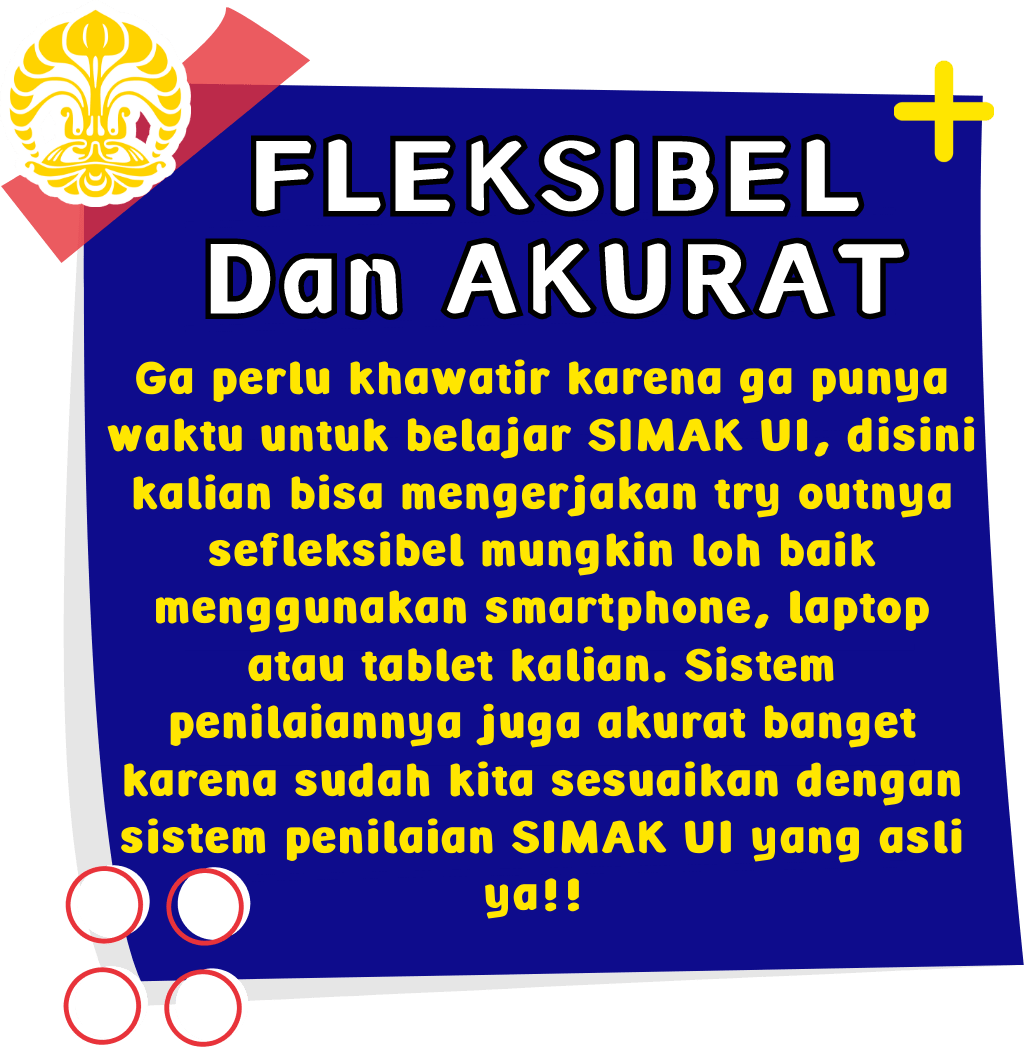 FLEKSIBEL
Dan AKURAT
Ga perlu khawatir karena ga punya
waktu untuk belajar SIMAK UI, disini
kalian bisa mengerjakan try outnya
sefleksibel mungkin loh baik
menggunakan smartphone, laptop
atau tablet kalian. Sistem
penilaiannya juga akurat banget
karena sudah kita sesuaikan dengan
sistem penilaian SIMAK UI yang asli
ya!!